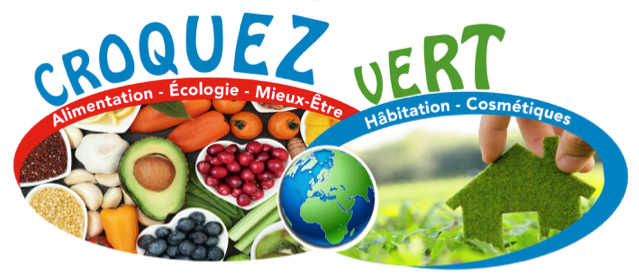 CROQUEZ
VERT
Alimentation - Écologie - Mieux-Être
Hâbitation - Cosmétiques